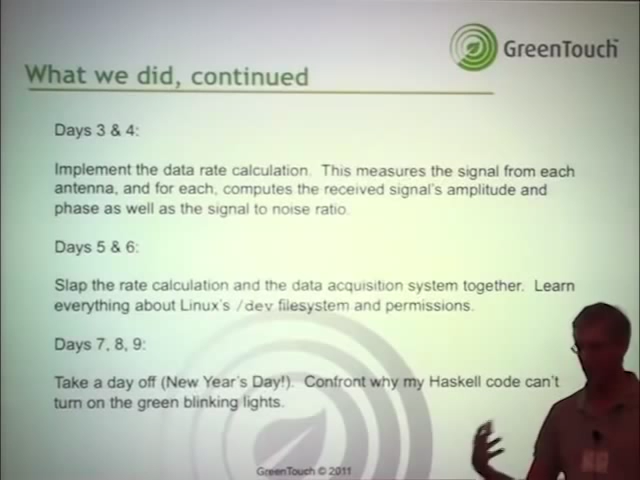 GreenTouch™
What we did, continued
Days 3 & 4:
Implement the data rate calculation. This measures the signal from each
antenna, and for each, computes the received signal's amplitude and
phase as well as the signal to noise ratio.
Days 5 & 6:
Slap the rate calculation and the data acquisition system together. Learn
everything about Linux's /dev filesystem and permissions.
Days 7, 8, 9:
Take a day off (New Year's Day!). Confront why my Haskell code can't
turn on the green blinking lights.
GreenTouch © 2011